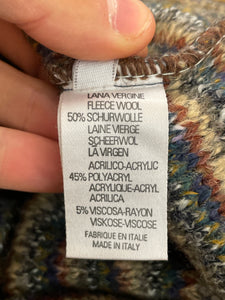 LANA VERGINE
FLEECE WOOL
50% SCHURWOLLE
LAINE VIERGE
SCHEERWOL
LA VIRGEN
ACRILICO-ACRYLIC
45% POLYACRYL
ACRYLIQUE-ACRYL
ACRILICA
5% VISCOSA-RAYON
VISKOSE-VISCOSE
FABRIQUE EN ITALIE
MADE IN ITALY